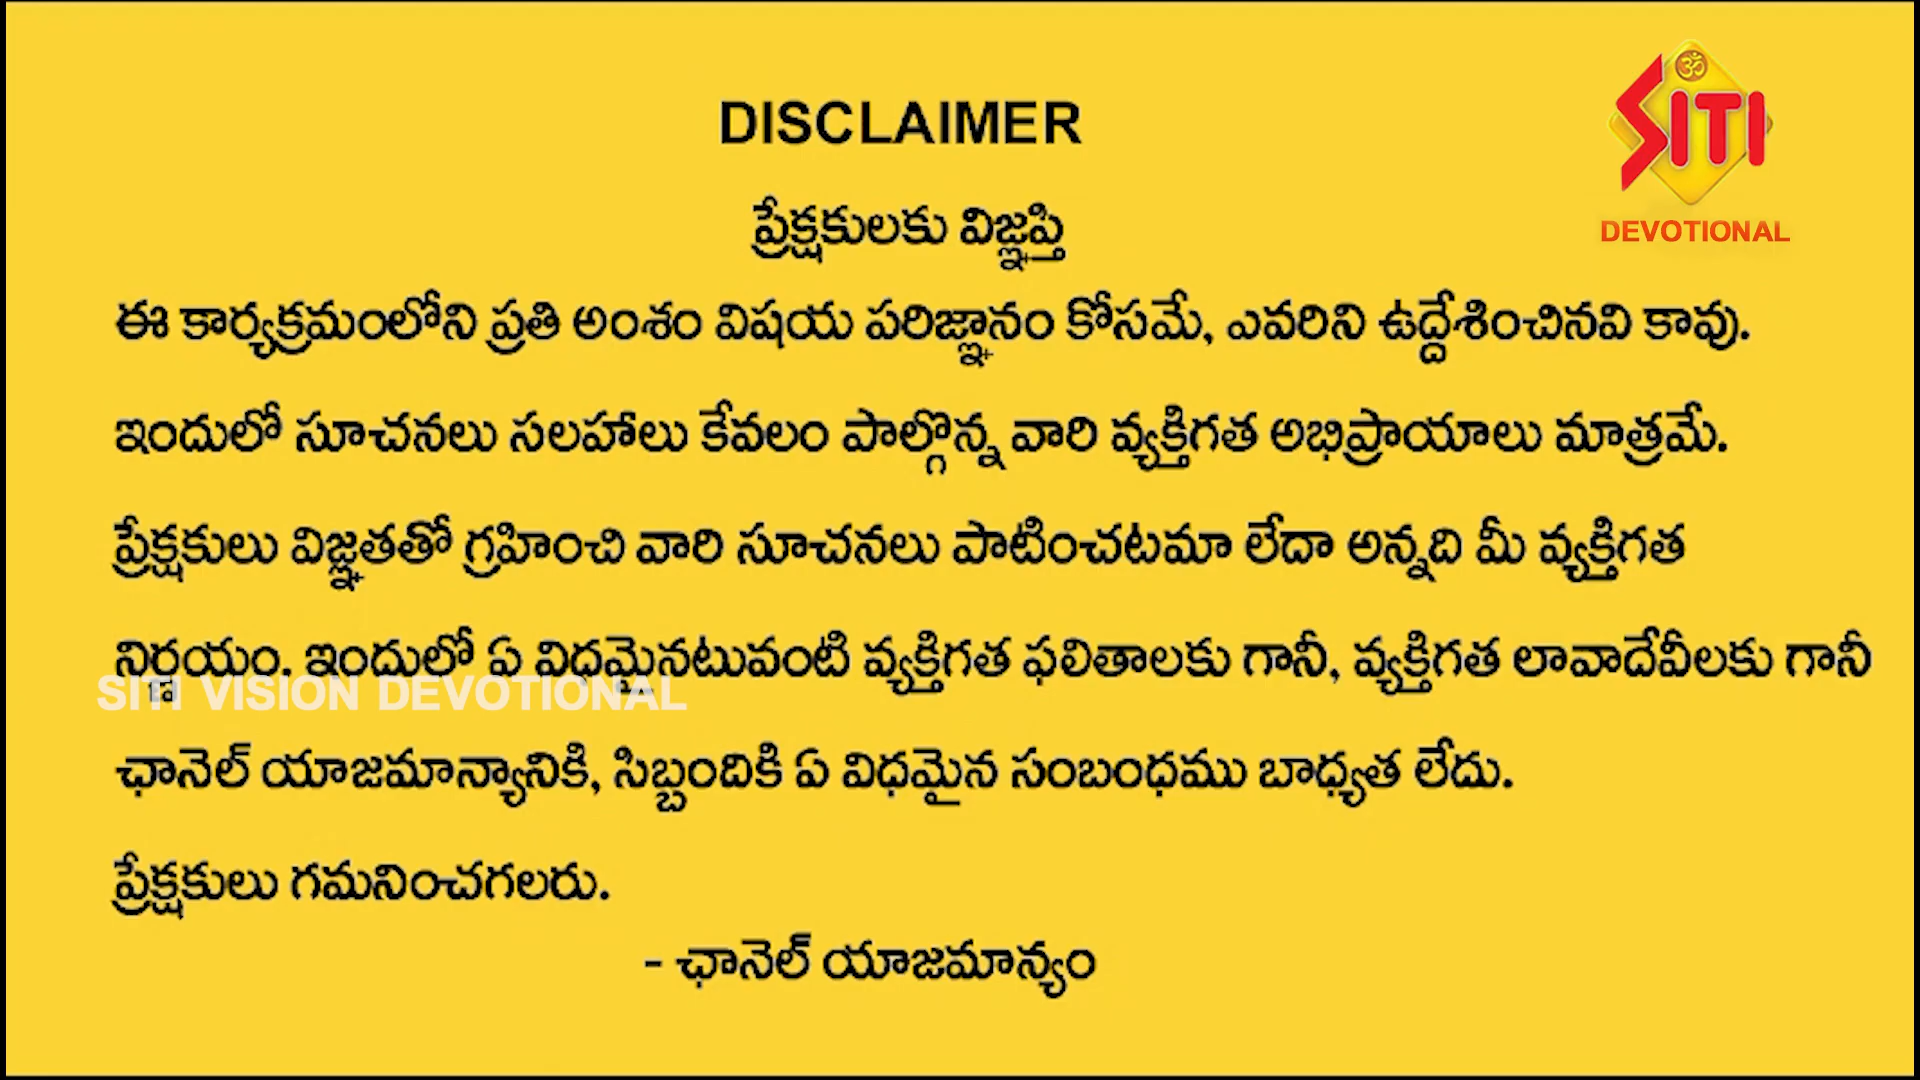 SITI
DEVOTIONAL
DISCLAIMER
ప్రేక్షకులకు విజ్ఞప్తి
ఈ కార్యక్రమంలోని ప్రతి అంశం విషయ పరిజ్ఞానం కోసమే, ఎవరిని ఉద్దేశించినవి కావు.
ఇందులో సూచనలు సలహాలు కేవలం పాల్గొన్న వారి వ్యక్తిగత అభిప్రాయాలు మాత్రమే.
ప్రేక్షకులు విజ్ఞతతో గ్రహించి వారి సూచనలు పాటించటమా లేదా అన్నది మీ వ్యక్తిగత
నిర్ణయం. ఇందులో ఏ విధమైనటువంటి వ్యక్తిగత ఫలితాలకు గానీ, వ్యక్తిగత లావాదేవీలకు గానీ
SITI VISION DEVOTIONAL
ఛానెల్ యాజమాన్యానికి, సిబ్బందికి ఏ విధమైన సంబంధము బాధ్యత లేదు.
ప్రేక్షకులు గమనించగలరు.
- ఛానెల్ యాజమాన్యం